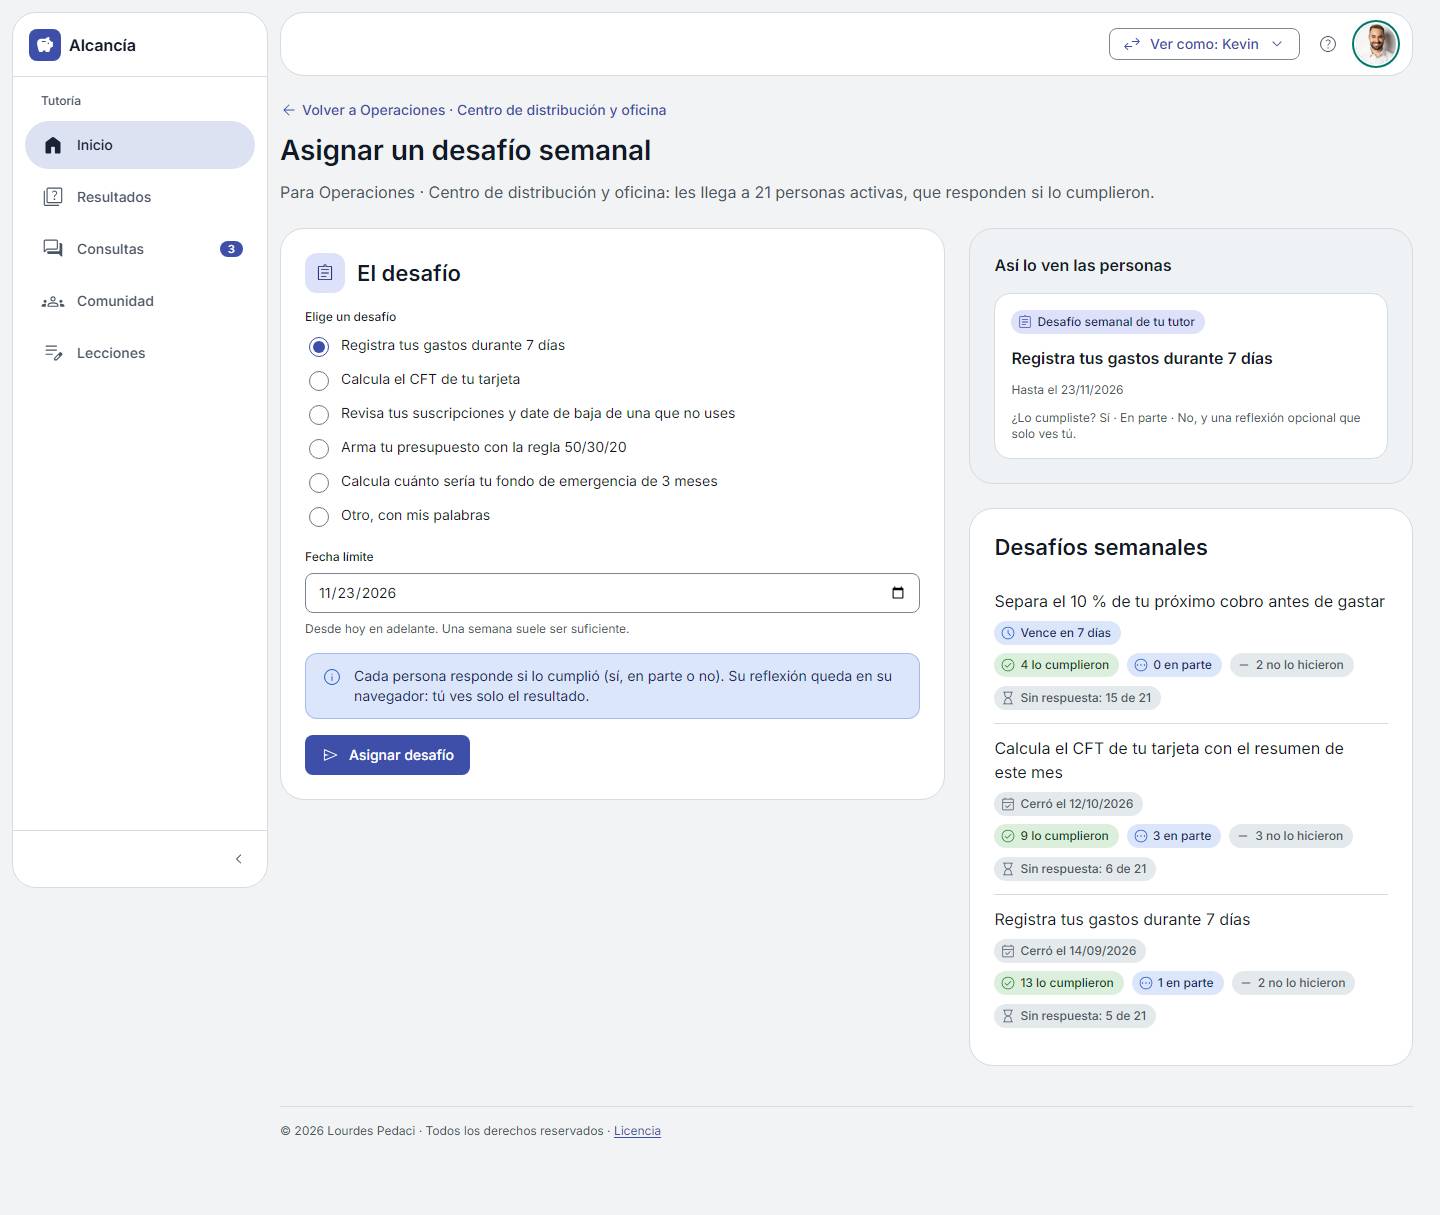 Alcancía
Tutoría
Inicio
Resultados
Consultas
3
Comunidad
Lecciones
Ver como: Kevin
Volver a Operaciones · Centro de distribución y oficina
Asignar un desafío semanal
Para Operaciones · Centro de distribución y oficina: les llega a 21 personas activas, que responden si lo cumplieron.
El desafío
Elige un desafío
Registra tus gastos durante 7 días
Calcula el CFT de tu tarjeta
Revisa tus suscripciones y date de baja de una que no uses
Arma tu presupuesto con la regla 50/30/20
Calcula cuánto sería tu fondo de emergencia de 3 meses
Otro, con mis palabras
Fecha límite
11/23/2026
Desde hoy en adelante. Una semana suele ser suficiente.
Cada persona responde si lo cumplió (sí, en parte o no). Su reflexión queda en su
navegador: tú ves solo el resultado.
Asignar desafío
Así lo ven las personas
Desafío semanal de tu tutor
Registra tus gastos durante 7 días
Hasta el 23/11/2026
¿Lo cumpliste? Sí · En parte · No, y una reflexión opcional que
solo ves tú.
Desafíos semanales
Separa el 10 % de tu próximo cobro antes de gastar
Vence en 7 días
4 lo cumplieron
0 en parte
2 no lo hicieron
Sin respuesta: 15 de 21
Calcula el CFT de tu tarjeta con el resumen de
este mes
Cerró el 12/10/2026
9 lo cumplieron
3 en parte
3 no lo hicieron
Sin respuesta: 6 de 21
Registra tus gastos durante 7 días
Cerró el 14/09/2026
13 lo cumplieron
1 en parte
2 no lo hicieron
Sin respuesta: 5 de 21
© 2026 Lourdes Pedaci · Todos los derechos reservados · Licencia